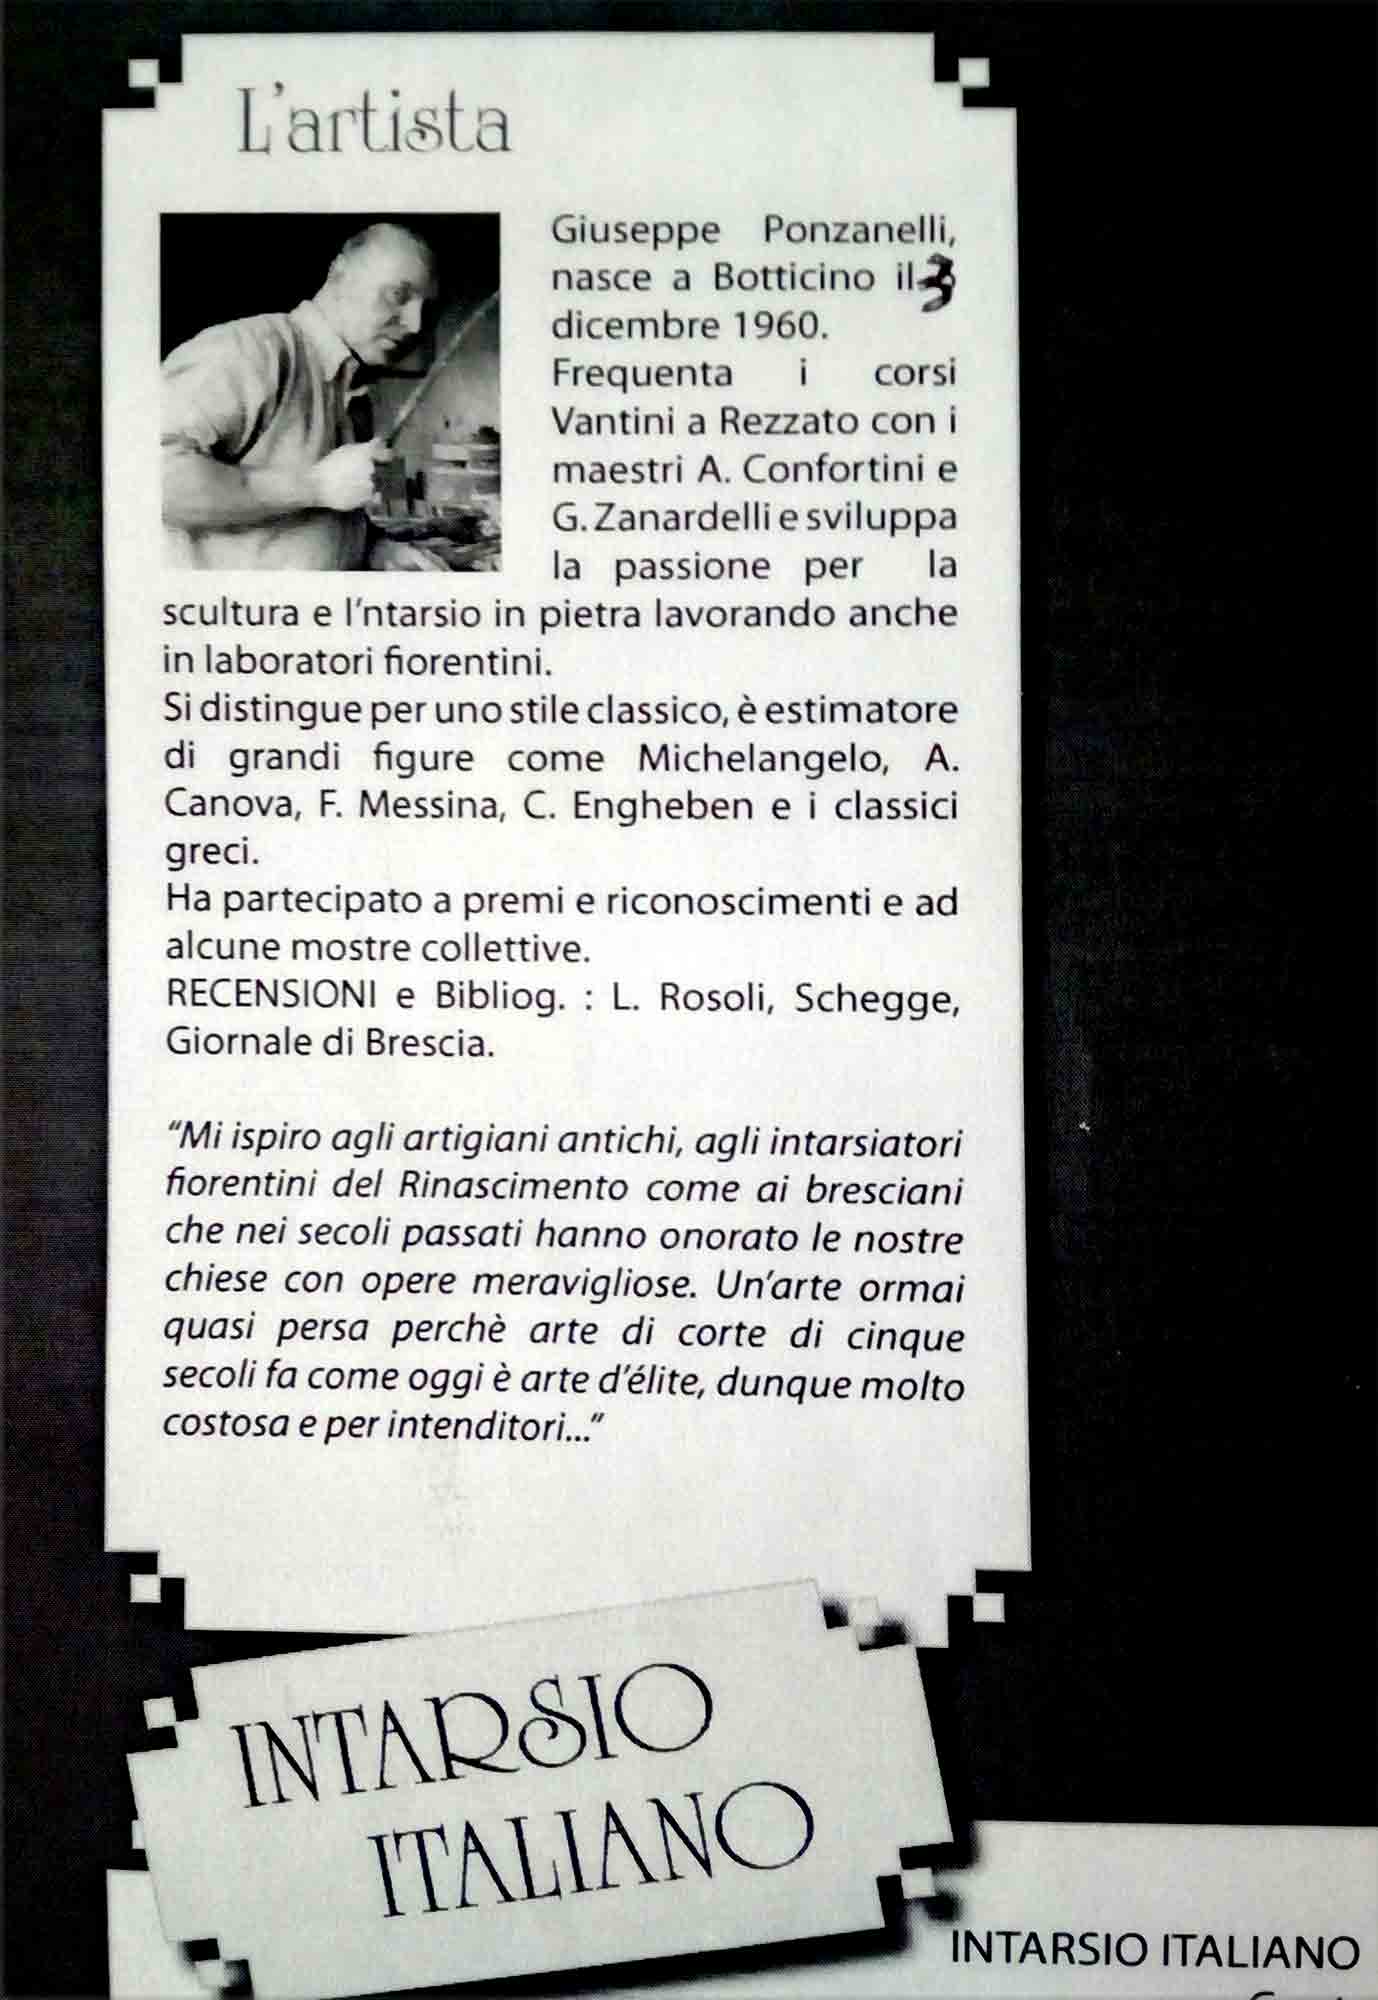 L'artista
Giuseppe Ponzanelli,
nasce a Botticino il 3
dicembre 1960.
Frequenta i corsi
Vantini a Rezzato con i
maestri A. Confortini e
G. Zanardelli e sviluppa
la passione per la
scultura e l'ntarsio in pietra lavorando anche
in laboratori fiorentini.
Si distingue per uno stile classico, è estimatore
di grandi figure come Michelangelo, A.
Canova, F. Messina, C. Engheben e i classici
greci.
Ha partecipato a premi e riconoscimenti e ad
alcune mostre collettive.
RECENSIONI e Bibliog. : L. Rosoli, Schegge,
Giornale di Brescia.
"Mi ispiro agli artigiani antichi, agli intarsiatori
fiorentini del Rinascimento come ai bresciani
che nei secoli passati hanno onorato le nostre
chiese con opere meravigliose. Un'arte ormai
quasi persa perchè arte di corte di cinque
secoli fa come oggi è arte d'élite, dunque molto
costosa e per intenditori..."
INTARSIO
ITALIANO
INTARSIO ITALIANO